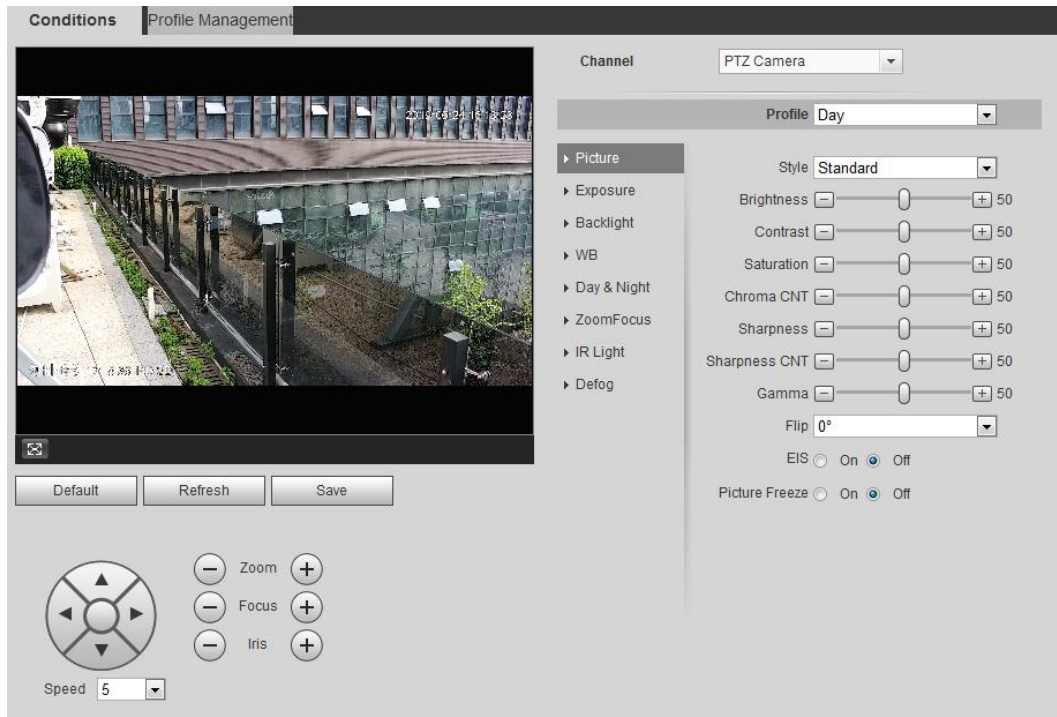 Conditions
Profile Management
Channel PTZ Camera
Profile Day
Picture
Exposure
Backlight
WB
Day & Night
ZoomFocus
IR Light
Defog
Style Standard
Brightness 50
Contrast 50
Saturation 50
Chroma CNT 50
Sharpness 50
Sharpness CNT 50
Gamma 50
Flip 0°
EIS On Off
Picture Freeze On Off
Default
Refresh
Save
Zoom
Focus
Iris
Speed 5